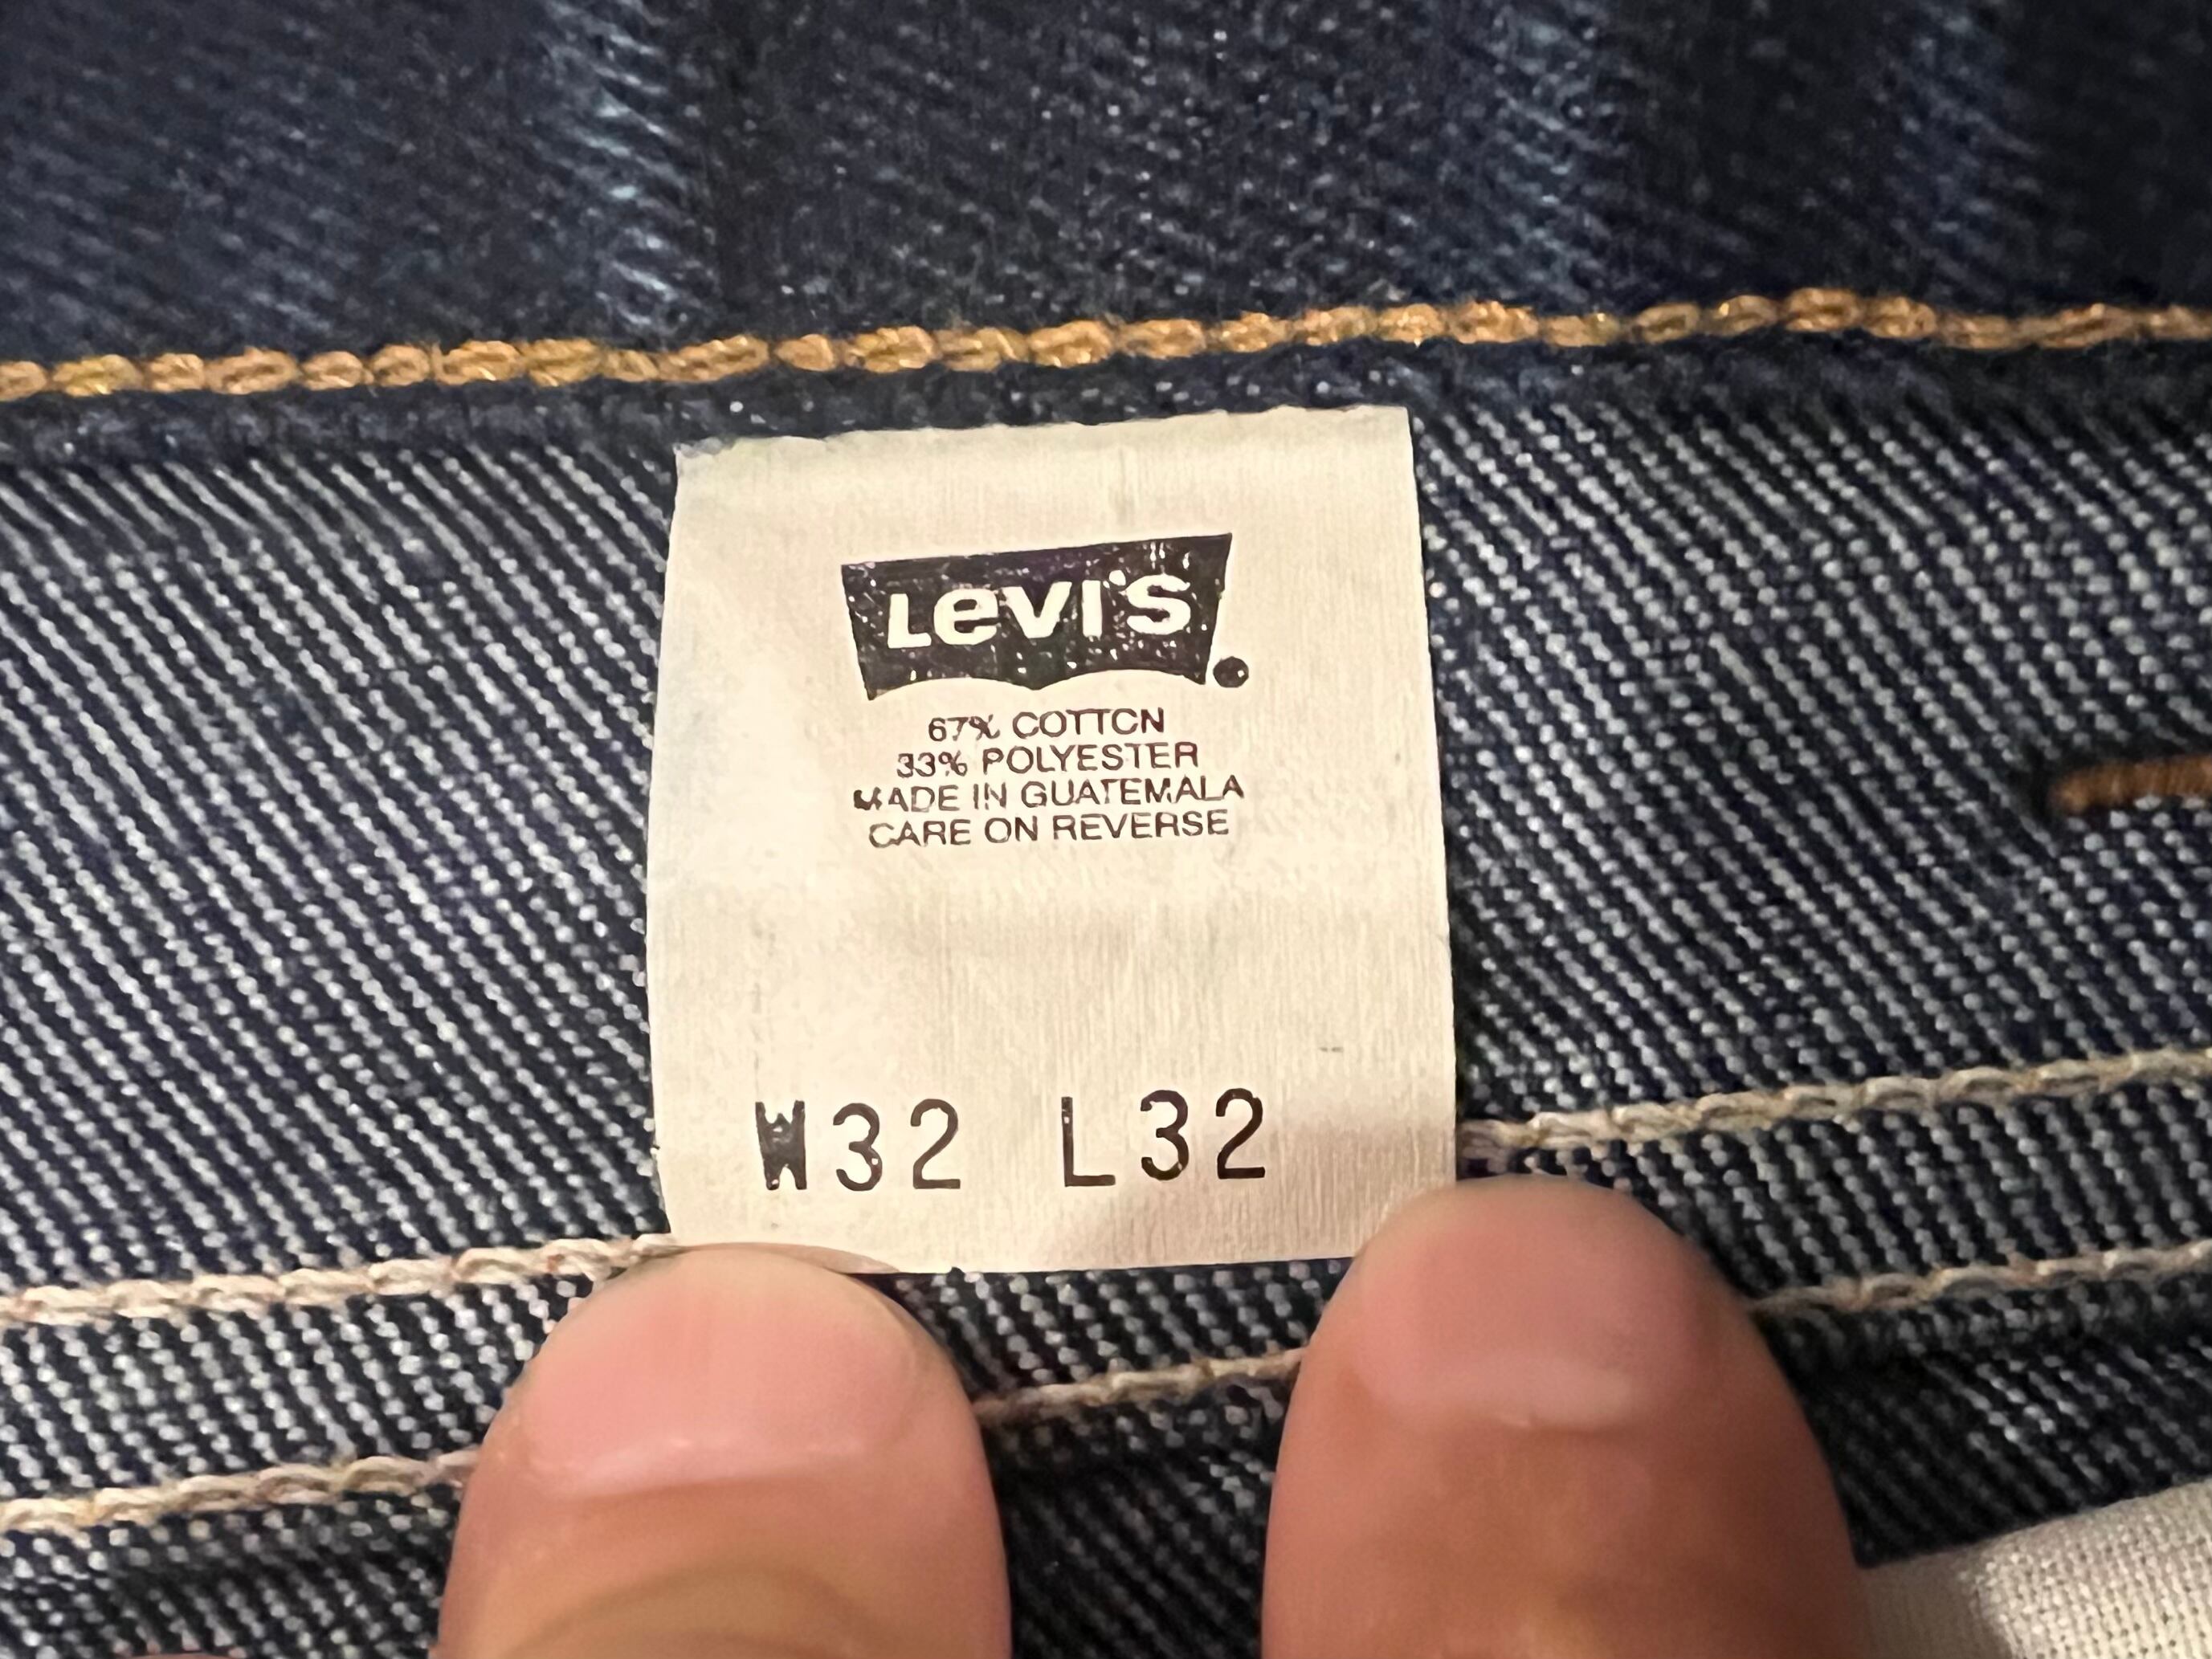 Levi's
67% COTTON
33% POLYESTER
MADE IN GUATEMALA
CARE ON REVERSE
W32 L32